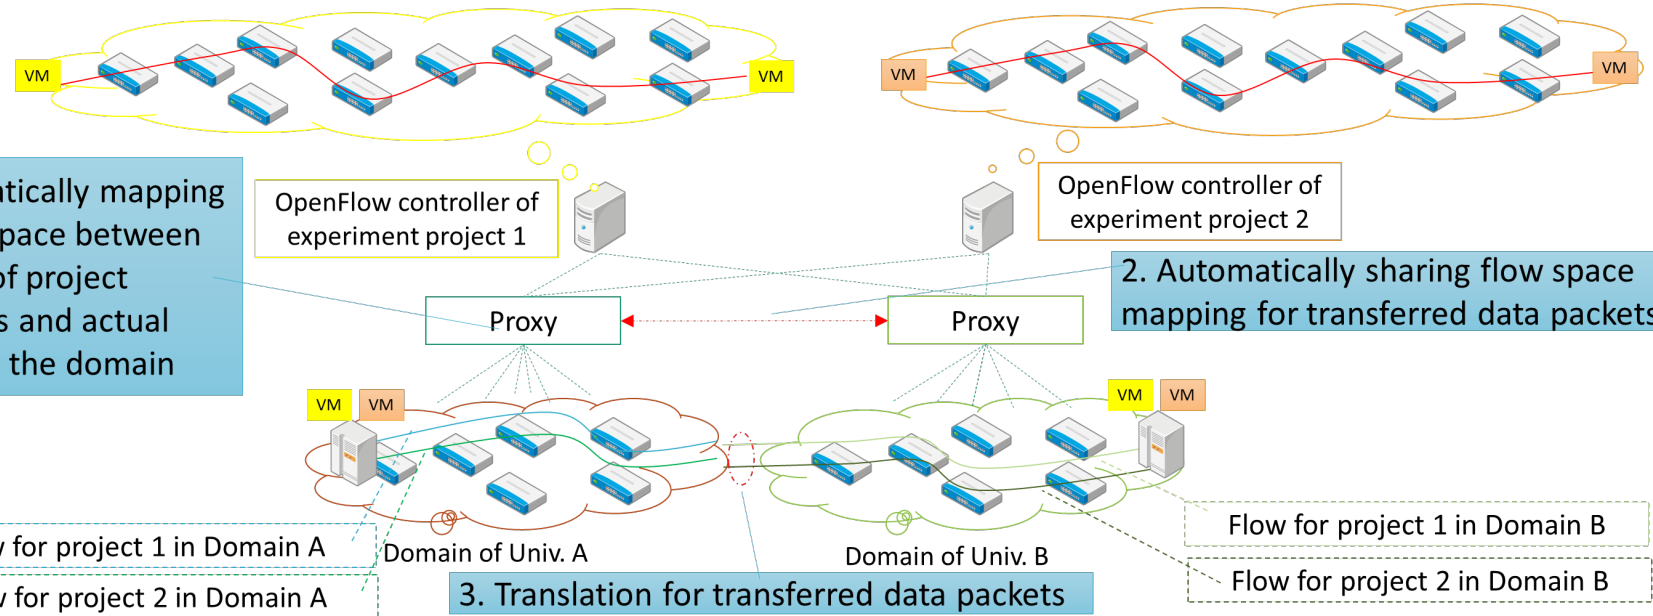 VM
VM
VM
VM
atically mapping
pace between
of project
s and actual
the domain
OpenFlow controller of
experiment project 1
OpenFlow controller of
experiment project 2
2. Automatically sharing flow space
mapping for transferred data packets
Proxy
Proxy
VM
VM
VM
VM
w for project 1 in Domain A
w for project 2 in Domain A
Domain of Univ. A
Domain of Univ. B
3. Translation for transferred data packets
Flow for project 1 in Domain B
Flow for project 2 in Domain B